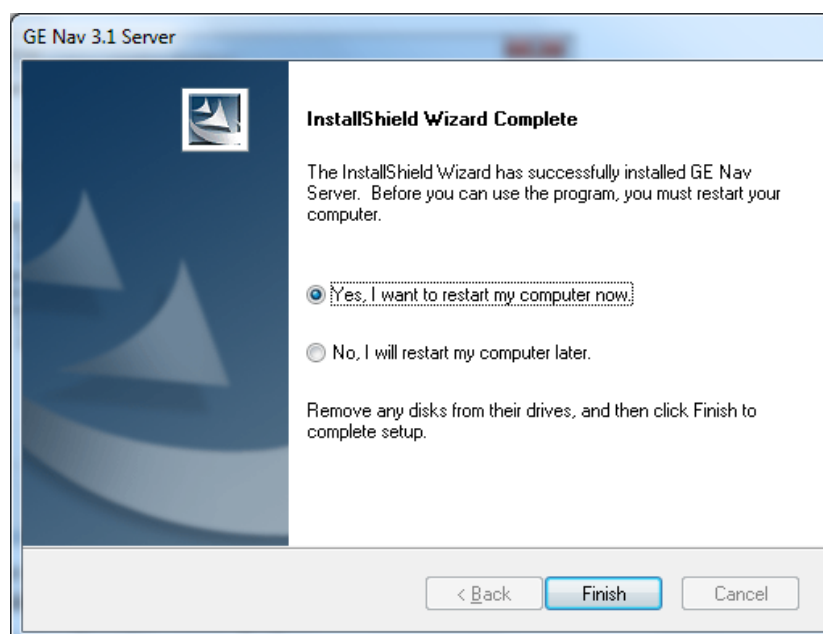 GE Nav 3.1 Server
InstallShield Wizard Complete
The InstallShield Wizard has successfully installed GE Nav
Server. Before you can use the program, you must restart your
computer.
Yes, I want to restart my computer now.
No, I will restart my computer later.
Remove any disks from their drives, and then click Finish to
complete setup.
< Back Finish Cancel